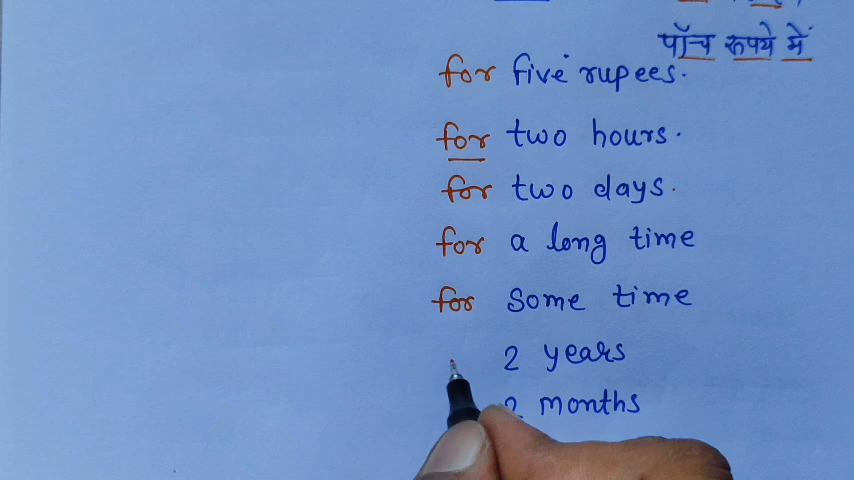 पाँच रूपये में
for five rupees.
for two hours.
for two days.
for a long time
for some time
2 years
2 months